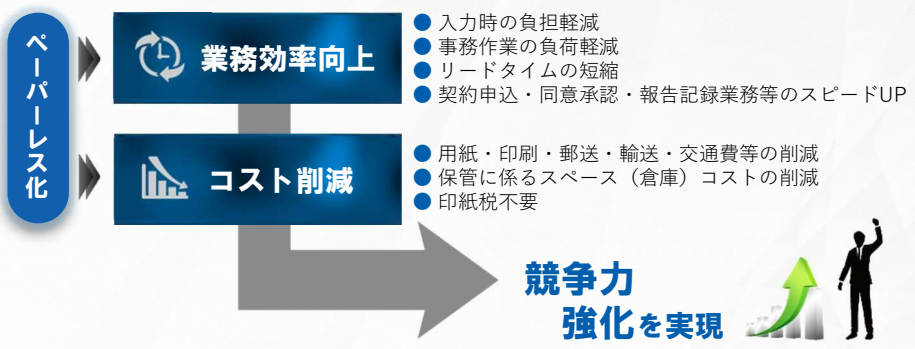 ペーパーレス化
業務効率向上
● 入力時の負担軽減
● 事務作業の負荷軽減
● リードタイムの短縮
● 契約申込・同意承認・報告記録業務等のスピードUP
コスト削減
● 用紙・印刷・郵送・輸送・交通費等の削減
● 保管に係るスペース（倉庫）コストの削減
● 印紙税不要
競争力
強化を実現